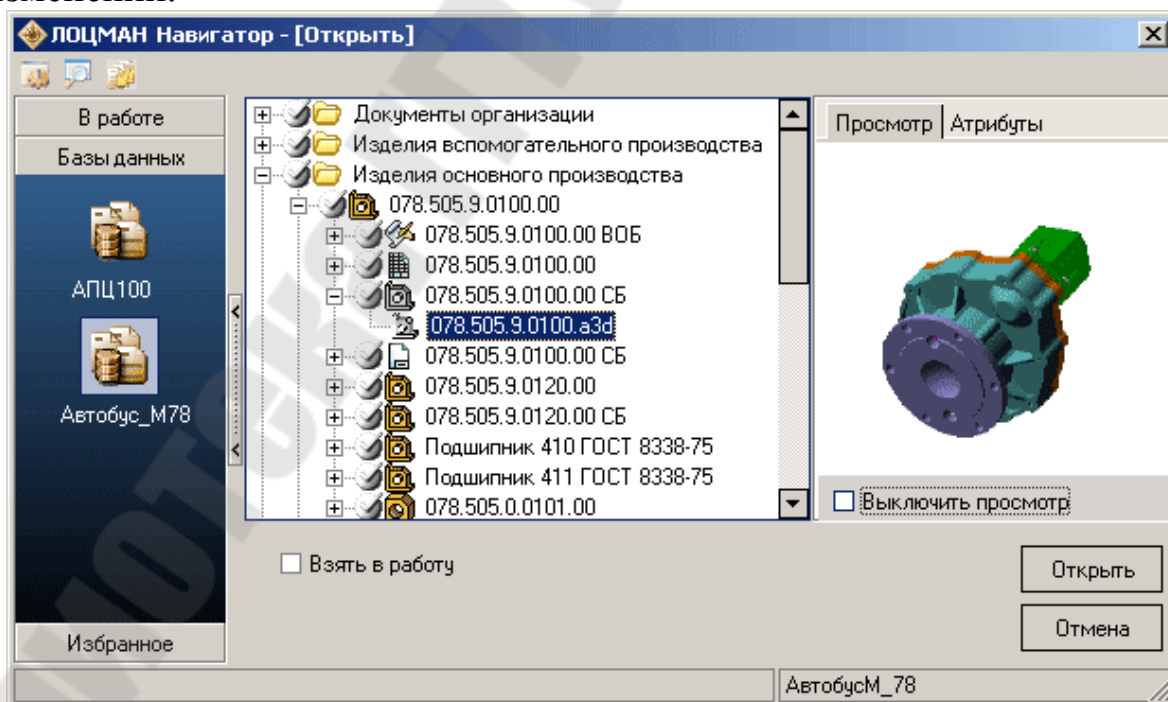 ЛОЦМАН Навигатор - [Открыть]
В работе
Базы данных
АПЦ100
Автобус_М78
Избранное
Документы организации
Изделия вспомогательного производства
Изделия основного производства
078.505.9.0100.00
078.505.9.0100.00 ВОБ
078.505.9.0100.00
078.505.9.0100.00 СБ
078.505.9.0100.a3d
078.505.9.0100.00 СБ
078.505.9.0120.00
078.505.9.0120.00 СБ
Подшипник 410 ГОСТ 8338-75
Подшипник 411 ГОСТ 8338-75
078.505.0.0101.00
Просмотр Атрибуты
Выключить просмотр
Взять в работу
Открыть
Отмена
АвтобусМ_78